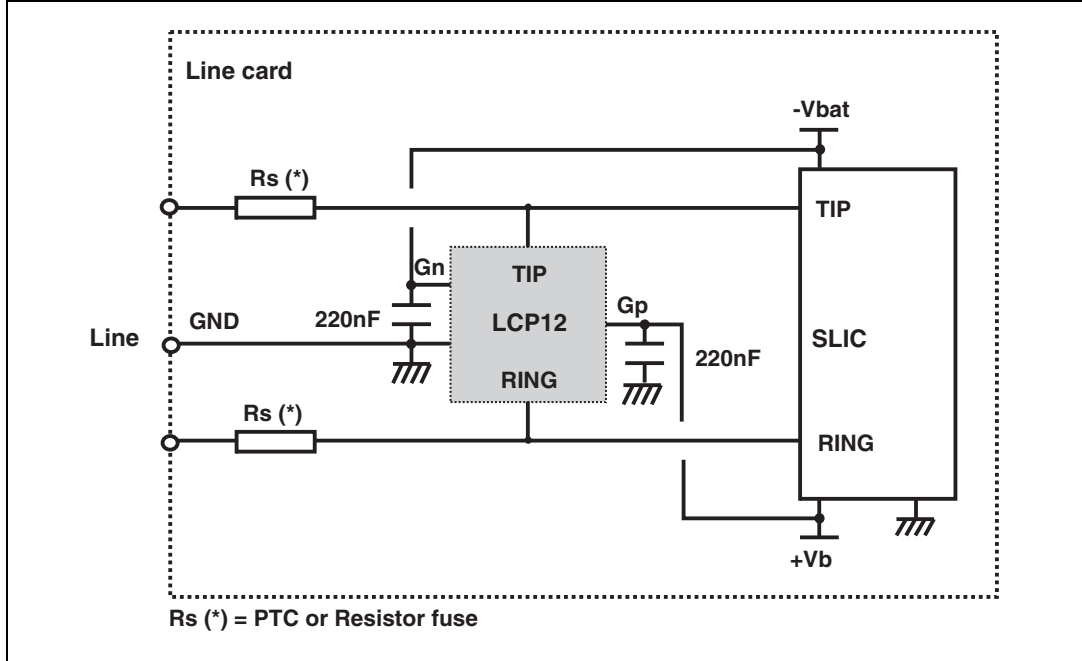 Line card
-Vbat
Rs (*)
TIP
Gn
TIP
Gp
220nF
LCP12
GND
Line
SLIC
220nF
RING
Rs (*)
RING
+Vb
Rs (*) = PTC or Resistor fuse